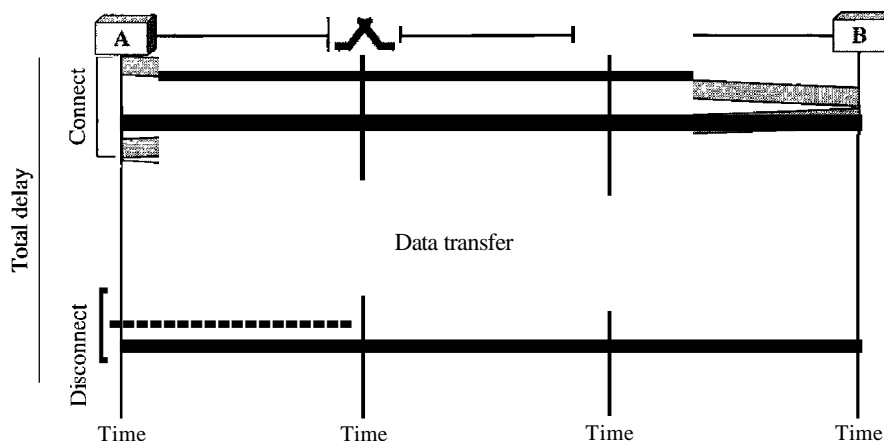 A
B
Connect
Total delay
Data transfer
Disconnect
Time
Time
Time
Time